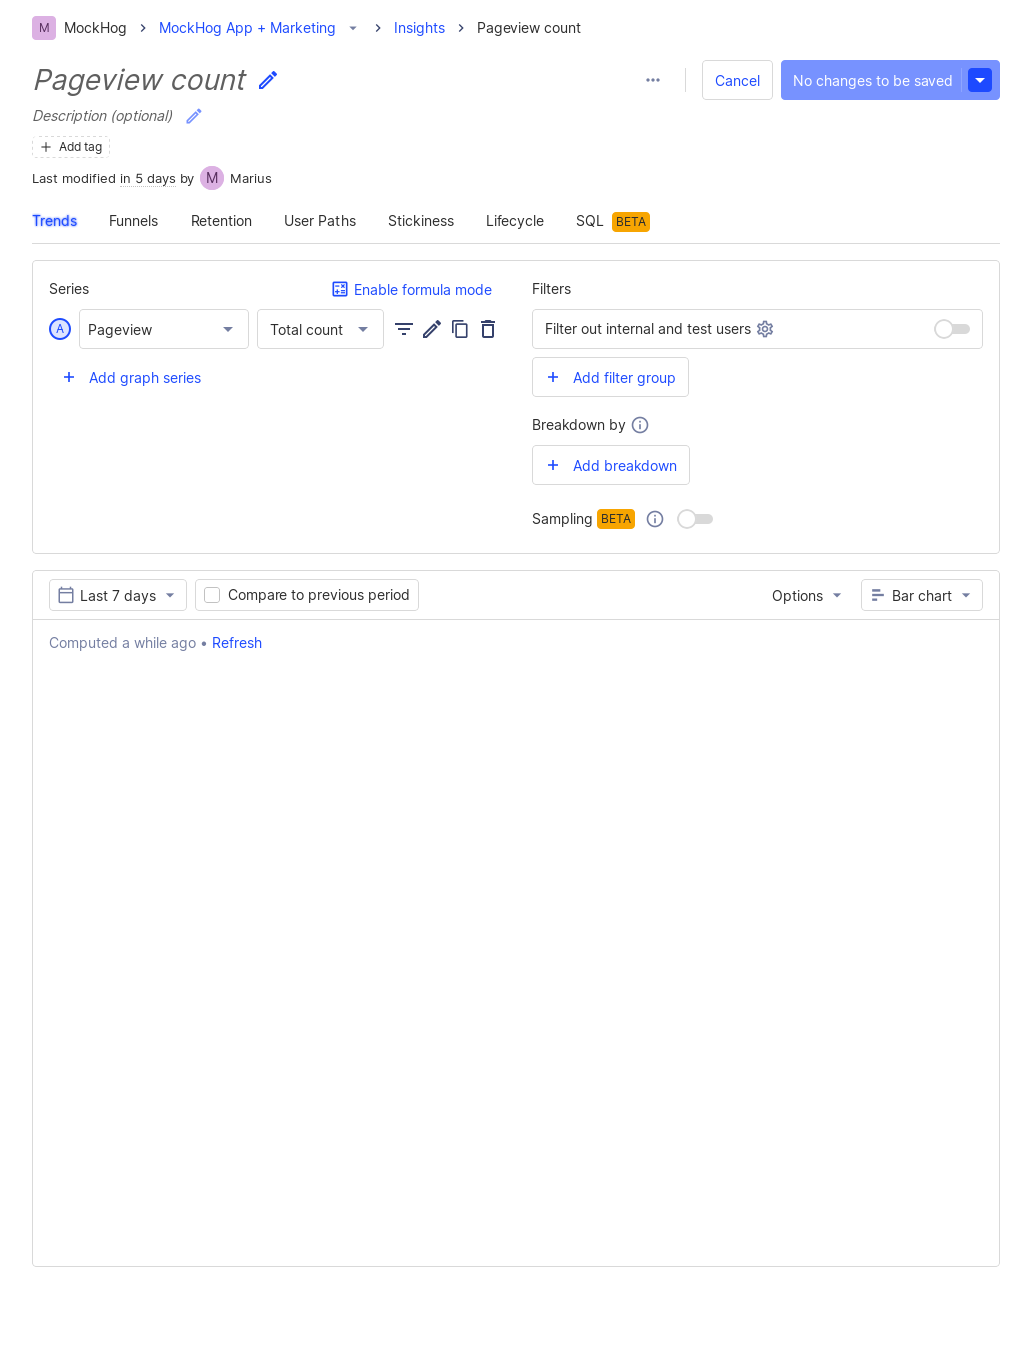 M MockHog MockHog App + Marketing Insights Pageview count
Pageview count
Cancel No changes to be saved
Description (optional)
Add tag
Last modified in 5 days by M Marius
Trends Funnels Retention User Paths Stickiness Lifecycle SQL BETA
Series Enable formula mode
A Pageview Total count
Add graph series
Filters
Filter out internal and test users
Add filter group
Breakdown by
Add breakdown
Sampling BETA
Last 7 days Compare to previous period Options Bar chart
Computed a while ago • Refresh